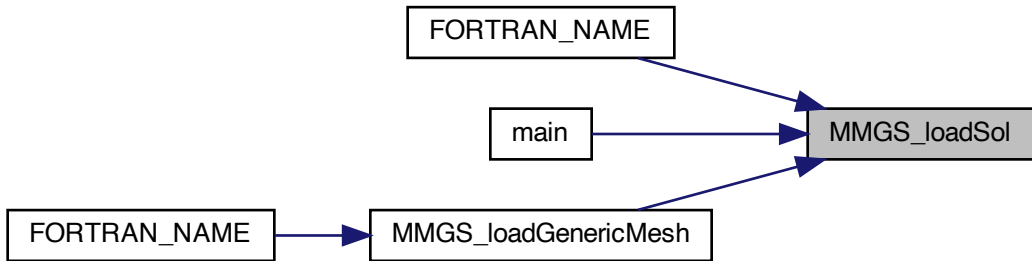 FORTRAN_NAME
main
MMGS_loadSol
FORTRAN_NAME
MMGS_loadGenericMesh